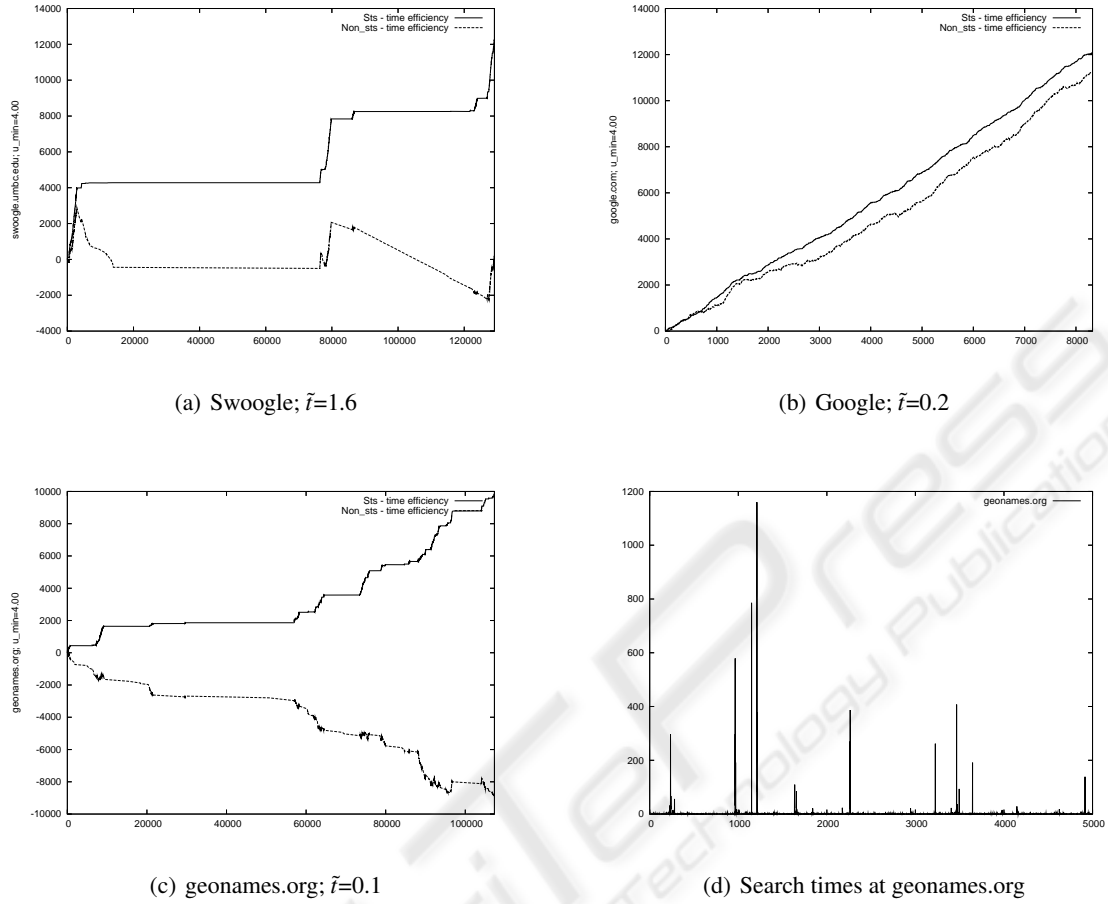 14000
12000
10000
8000
6000
4000
2000
0
-2000
-4000
swoogle.umbc.edu; u_min=4.00
Sts - time efficiency
Non_sts - time efficiency
0 20000 40000 60000 80000 100000 120000
(a) Swoogle; t̃=1.6
14000
12000
10000
8000
6000
4000
2000
0
google.com; u_min=4.00
Sts - time efficiency
Non_sts - time efficiency
0 1000 2000 3000 4000 5000 6000 7000 8000
(b) Google; t̃=0.2
10000
8000
6000
4000
2000
0
-2000
-4000
-6000
-8000
-10000
geonames.org; u_min=4.00
Sts - time efficiency
Non_sts - time efficiency
0 20000 40000 60000 80000 100000
(c) geonames.org; t̃=0.1
1200
1000
800
600
400
200
0
geonames.org
0 1000 2000 3000 4000 5000
(d) Search times at geonames.org
iTePress
Technology Publication